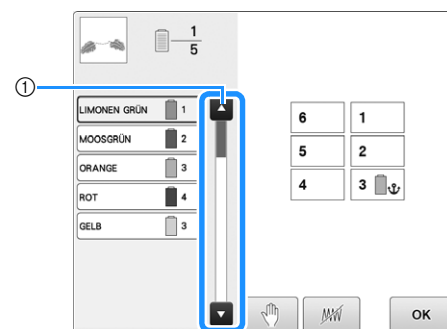 1
5
①
LIMONEN GRÜN 1
MOOSGRÜN 2
ORANGE 3
ROT 4
GELB 3
6 1
5 2
4 3
OK